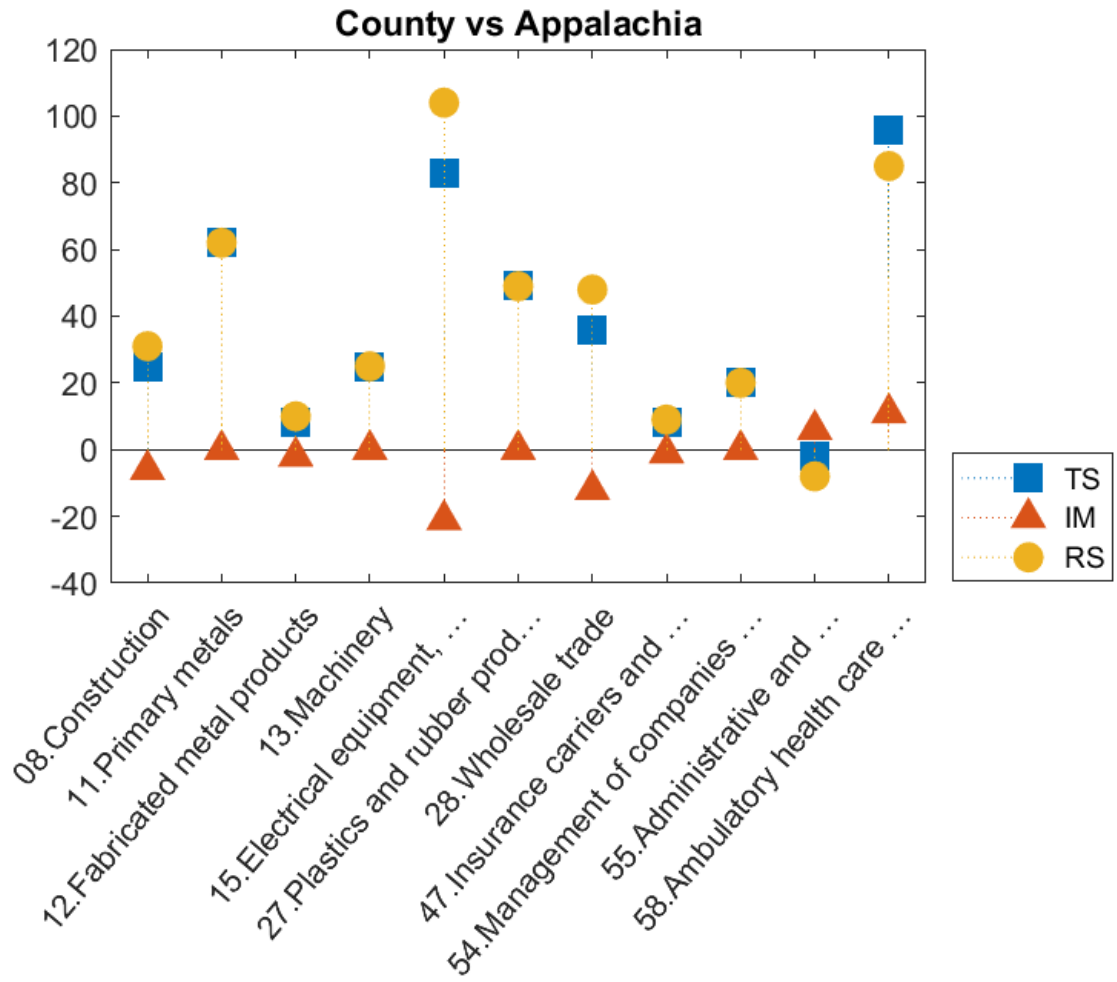 County vs Appalachia
120
100
80
60
40
20
0
-20
-40
08.Construction
11.Primary metals
12.Fabricated metal products
13.Machinery
15.Electrical equipment, ...
27.Plastics and rubber prod...
28.Wholesale trade
47.Insurance carriers and ...
54.Management of companies ...
55.Administrative and ...
58.Ambulatory health care ...
TS
IM
RS